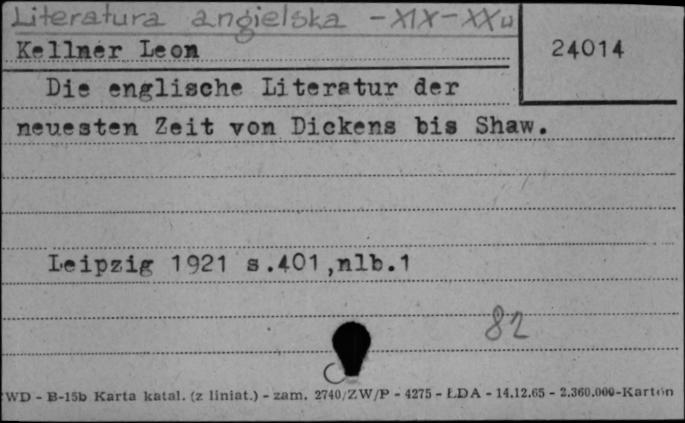 Literatura angielska - XIX - XX w
Kellner Leon
24014
Die englische Literatur der
neuesten Zeit von Dickens bis Shaw.
Leipzig 1921 s.401,nlb.1
82
WD - B-15b Karta katal. (z liniat.) - zam. 2740/ZW/P - 4275 - ŁDA - 14.12.65 - 2.360.000-Karton